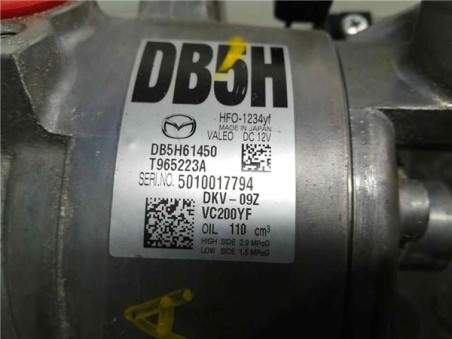 DB5H
HFO-1234yf
MADE IN JAPAN
VALEO DC 12V
DB5H61450
T965223A
SERI.NO. 5010017794
DKV-09Z
VC200YF
OIL 110 cm³
HIGH SIDE 2.9 MPaG
LOW SIDE 1.5 MPaG